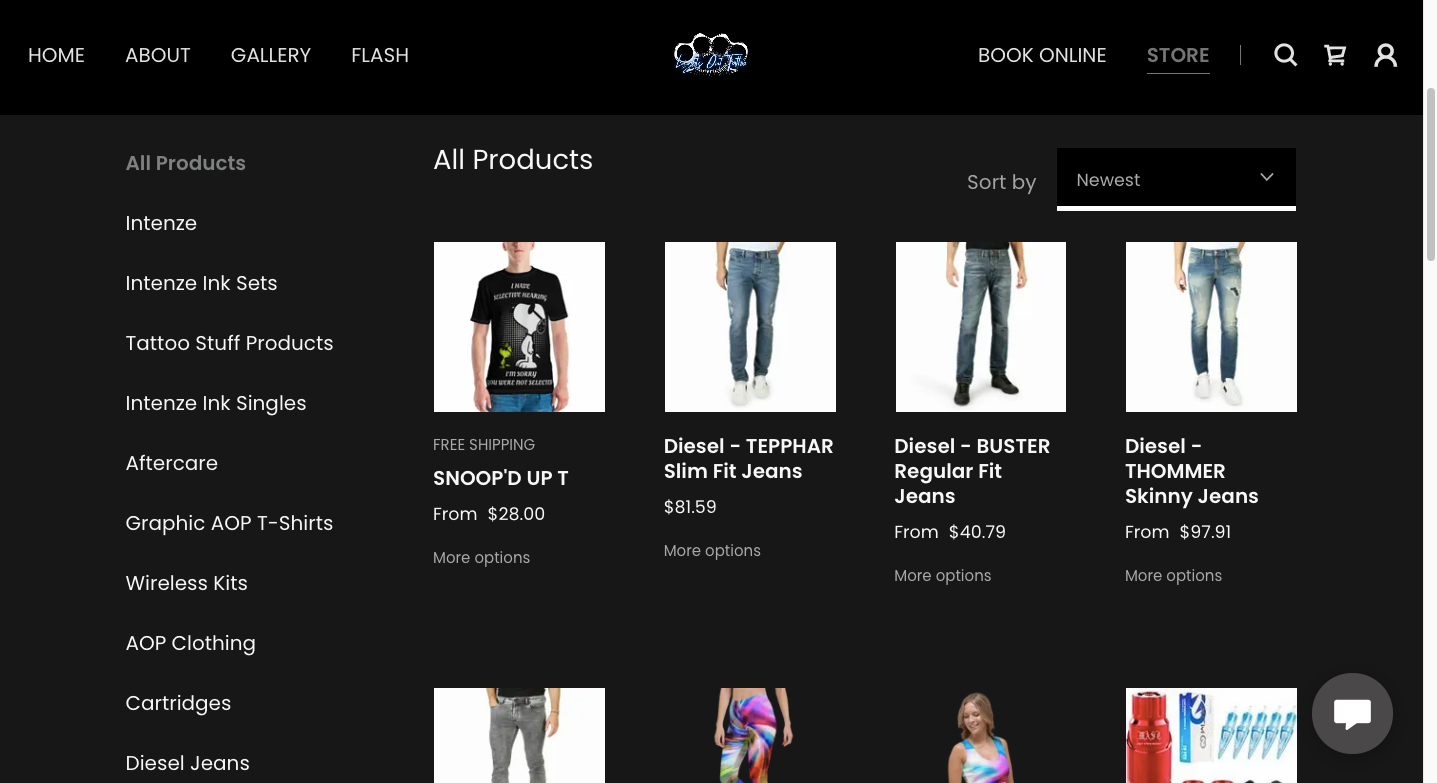 HOME
ABOUT
GALLERY
FLASH
BOOK ONLINE
STORE
All Products
Intenze
Intenze Ink Sets
Tattoo Stuff Products
Intenze Ink Singles
Aftercare
Graphic AOP T-Shirts
Wireless Kits
AOP Clothing
Cartridges
Diesel Jeans
All Products
Sort by
Newest
I HAVE
SELECTIVE HEARING
I'M SORRY
YOU WERE NOT SELECTED
FREE SHIPPING
SNOOP'D UP T
From $28.00
More options
Diesel - TEPPHAR
Slim Fit Jeans
$81.59
More options
Diesel - BUSTER
Regular Fit
Jeans
From $40.79
More options
Diesel -
THOMMER
Skinny Jeans
From $97.91
More options
MAST